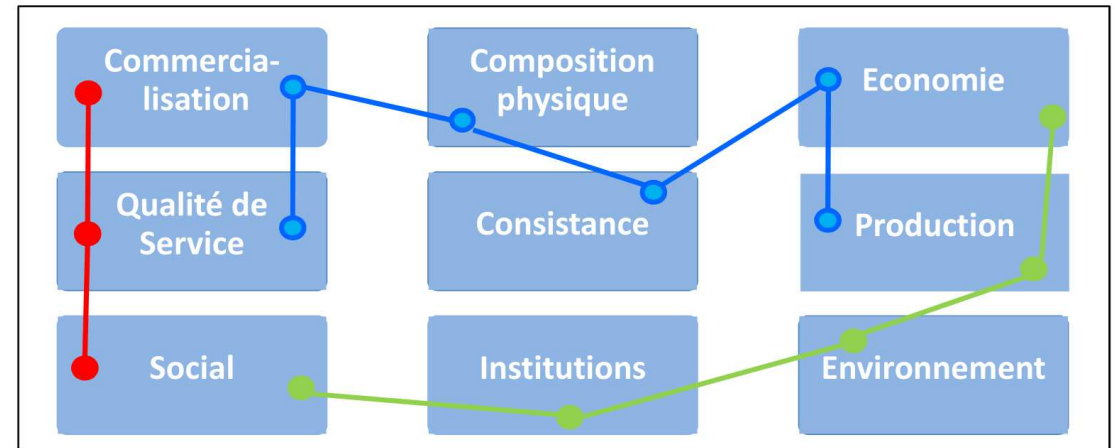 Commercia-
lisation
Composition
physique
Economie
Qualité de
Service
Consistance
Production
Social
Institutions
Environnement